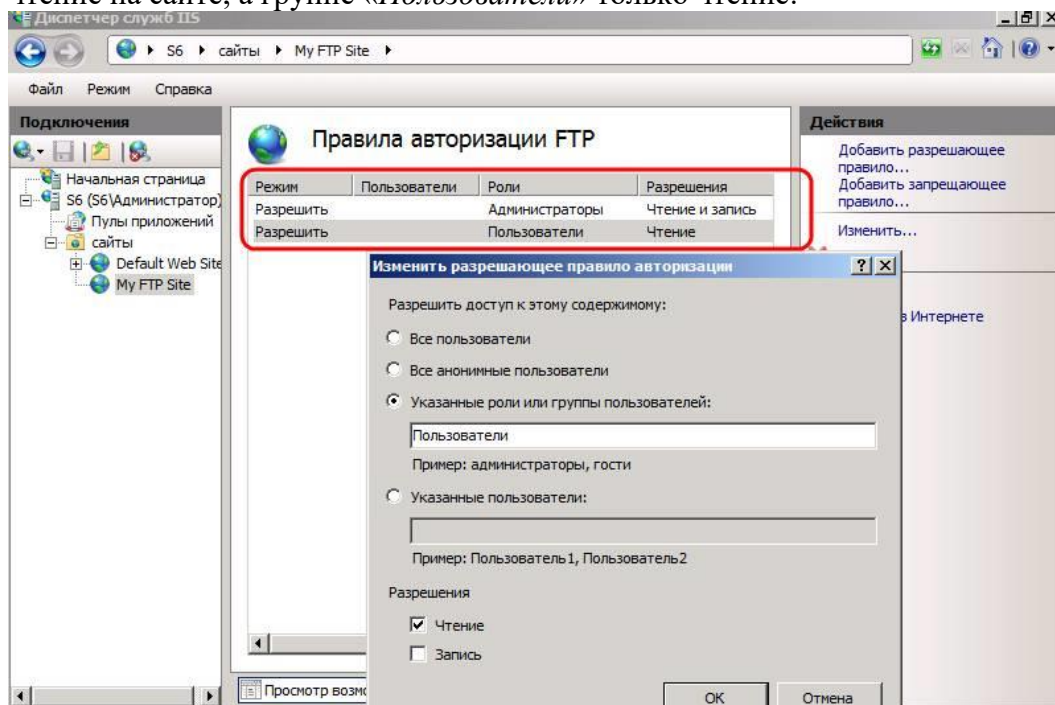 чтение на сайте, а группе «Пользователи» только чтение.
Диспетчер служб IIS
S6 сайты My FTP Site
Файл Режим Справка
Подключения
Начальная страница
S6 (S6\Администратор)
Пулы приложений
сайты
Default Web Site
My FTP Site
Правила авторизации FTP
Режим Пользователи Роли Разрешения
Разрешить Администраторы Чтение и запись
Разрешить Пользователи Чтение
Изменить разрешающее правило авторизации
Разрешить доступ к этому содержимому:
Все пользователи
Все анонимные пользователи
Указанные роли или группы пользователей:
Пользователи
Пример: администраторы, гости
Указанные пользователи:
Пример: Пользователь1, Пользователь2
Разрешения
Чтение
Запись
OK Отмена
Просмотр
Действия
Добавить разрешающее
правило...
Добавить запрещающее
правило...
Изменить...
в Интернете